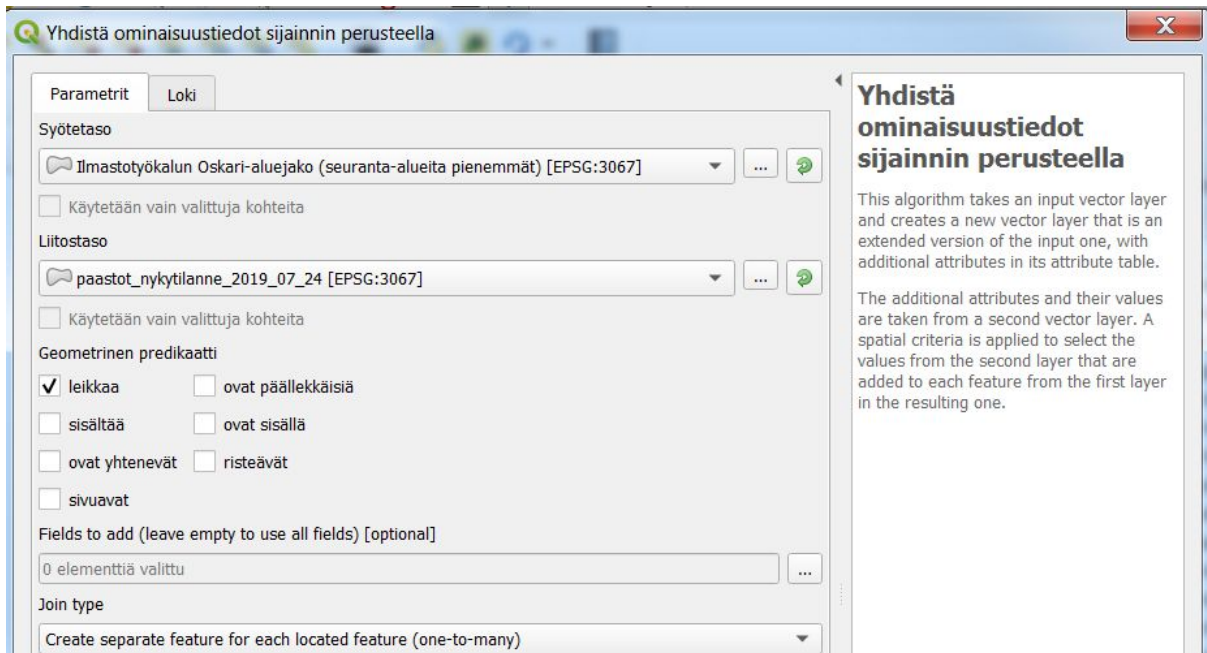 Yhdistä ominaisuustiedot sijainnin perusteella
Parametrit
Loki
Syötetaso
Ilmastotyökalun Oskari-aluejako (seuranta-alueita pienemmät) [EPSG:3067]
...
Käytetään vain valittuja kohteita
Liitostaso
paastot_nykytilanne_2019_07_24 [EPSG:3067]
...
Käytetään vain valittuja kohteita
Geometrinen predikaatti
leikkaa
ovat päällekkäisiä
sisältää
ovat sisällä
ovat yhtenevät
risteävät
sivuavat
Fields to add (leave empty to use all fields) [optional]
0 elementtiä valittu
...
Join type
Create separate feature for each located feature (one-to-many)
Yhdistä
ominaisuustiedot
sijainnin perusteella
This algorithm takes an input vector layer
and creates a new vector layer that is an
extended version of the input one, with
additional attributes in its attribute table.
The additional attributes and their values
are taken from a second vector layer. A
spatial criteria is applied to select the
values from the second layer that are
added to each feature from the first layer
in the resulting one.